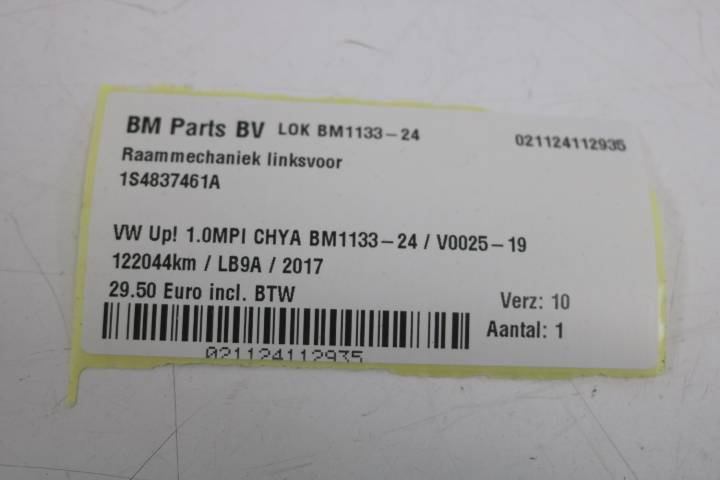 BM Parts BV LOK BM1133-24 021124112935
Raammechaniek linksvoor
1S4837461A
VW Up! 1.0MPI CHYA BM1133-24 / V0025-19
122044km / LB9A / 2017
29.50 Euro incl. BTW Verz: 10
Aantal: 1
021124112935